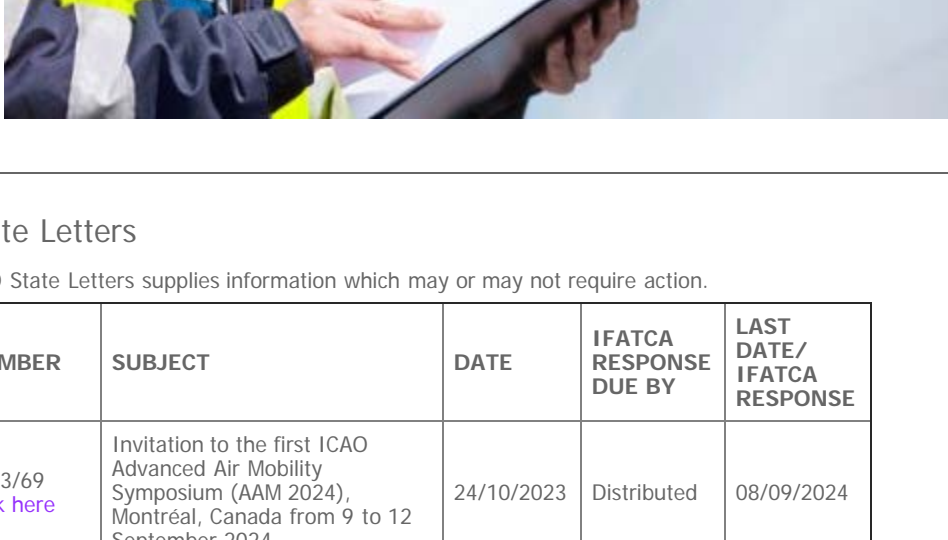 te Letters
State Letters supplies information which may or may not require action.
MBER
SUBJECT
DATE
IFATCA
RESPONSE
DUE BY
LAST
DATE/
IFATCA
RESPONSE
3/69
k here
Invitation to the first ICAO
Advanced Air Mobility
Symposium (AAM 2024),
Montréal, Canada from 9 to 12
September 2024
24/10/2023
Distributed
08/09/2024